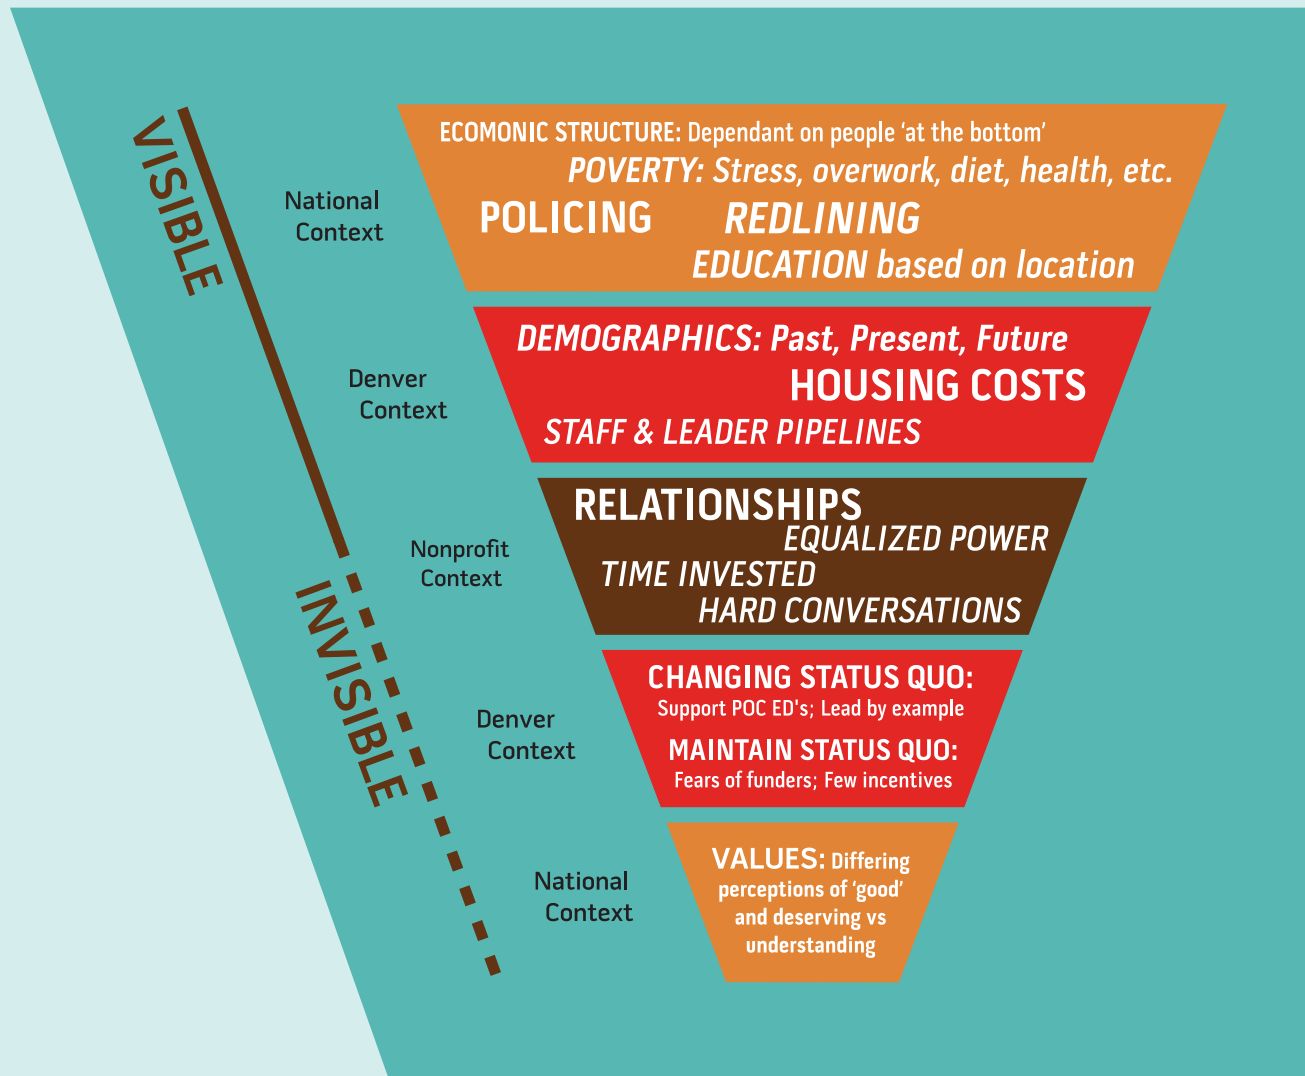 VISIBLE
National
Context
ECOMONIC STRUCTURE: Dependant on people ‘at the bottom’
POVERTY: Stress, overwork, diet, health, etc.
POLICING REDLINING
EDUCATION based on location
Denver
Context
DEMOGRAPHICS: Past, Present, Future
HOUSING COSTS
STAFF & LEADER PIPELINES
Nonprofit
Context
RELATIONSHIPS
EQUALIZED POWER
TIME INVESTED
HARD CONVERSATIONS
INVISIBLE
Denver
Context
CHANGING STATUS QUO:
Support POC ED's; Lead by example
MAINTAIN STATUS QUO:
Fears of funders; Few incentives
National
Context
VALUES: Differing
perceptions of ‘good’
and deserving vs
understanding